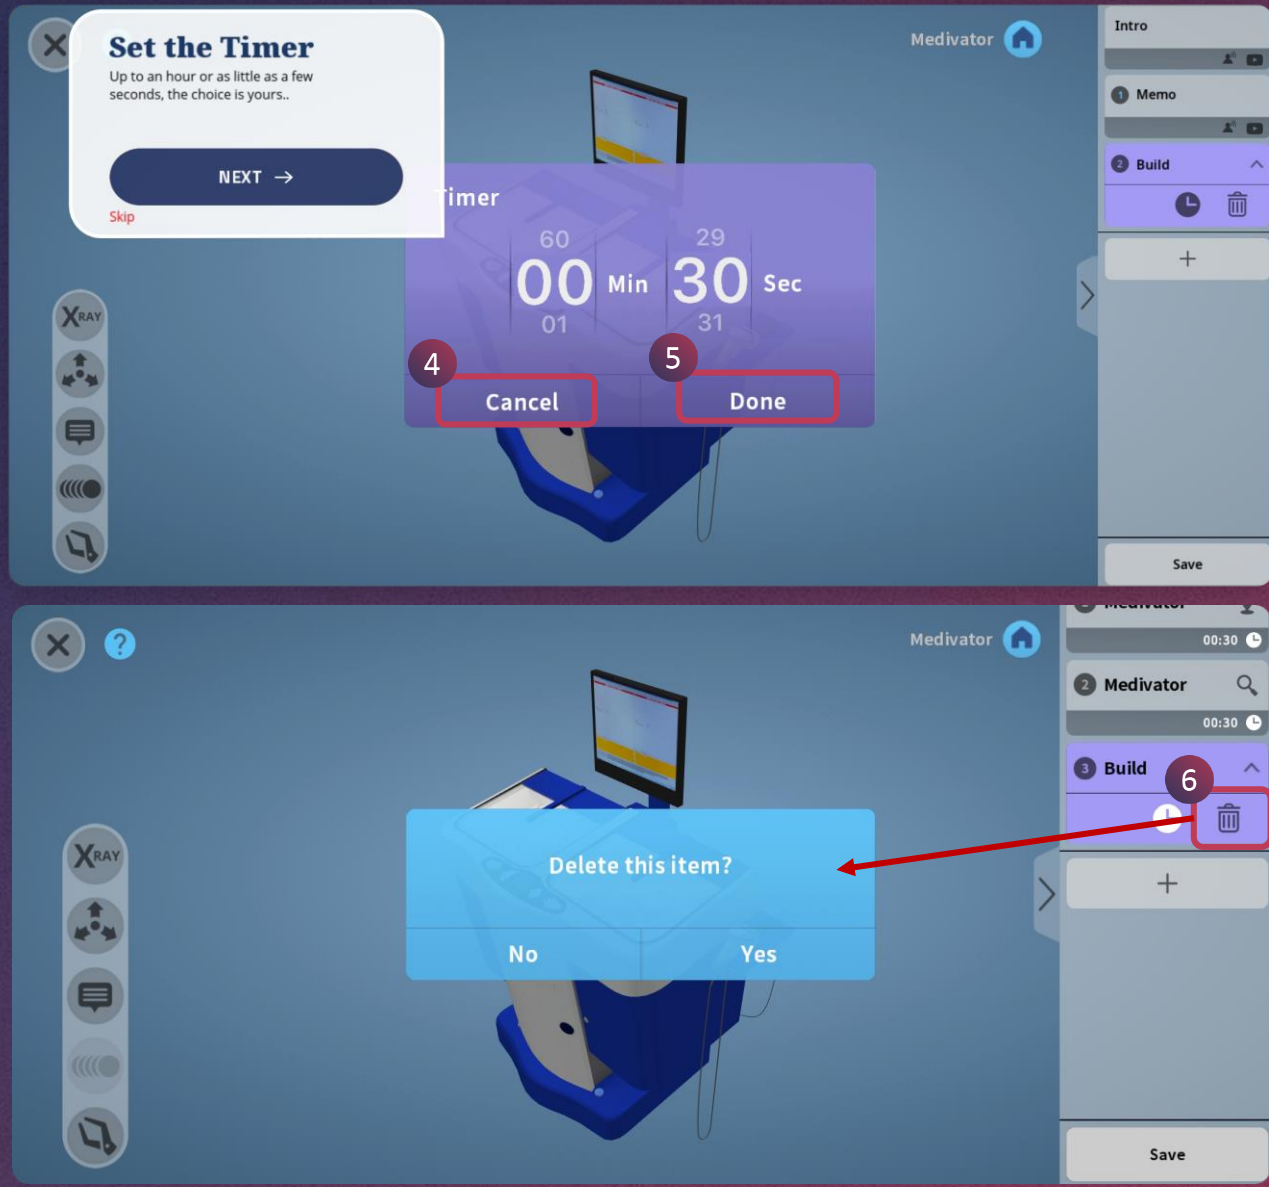 Set the Timer
Up to an hour or as little as a few
seconds, the choice is yours..
NEXT →
Skip
Medivator
Intro
1 Memo
2 Build
+
Save
Timer
60
29
00 Min 30 Sec
01
31
4
5
Cancel
Done
XRAY
?
Medivator
Medivator
00:30
2 Medivator
00:30
3 Build
6
+
Save
Delete this item?
No
Yes
XRAY